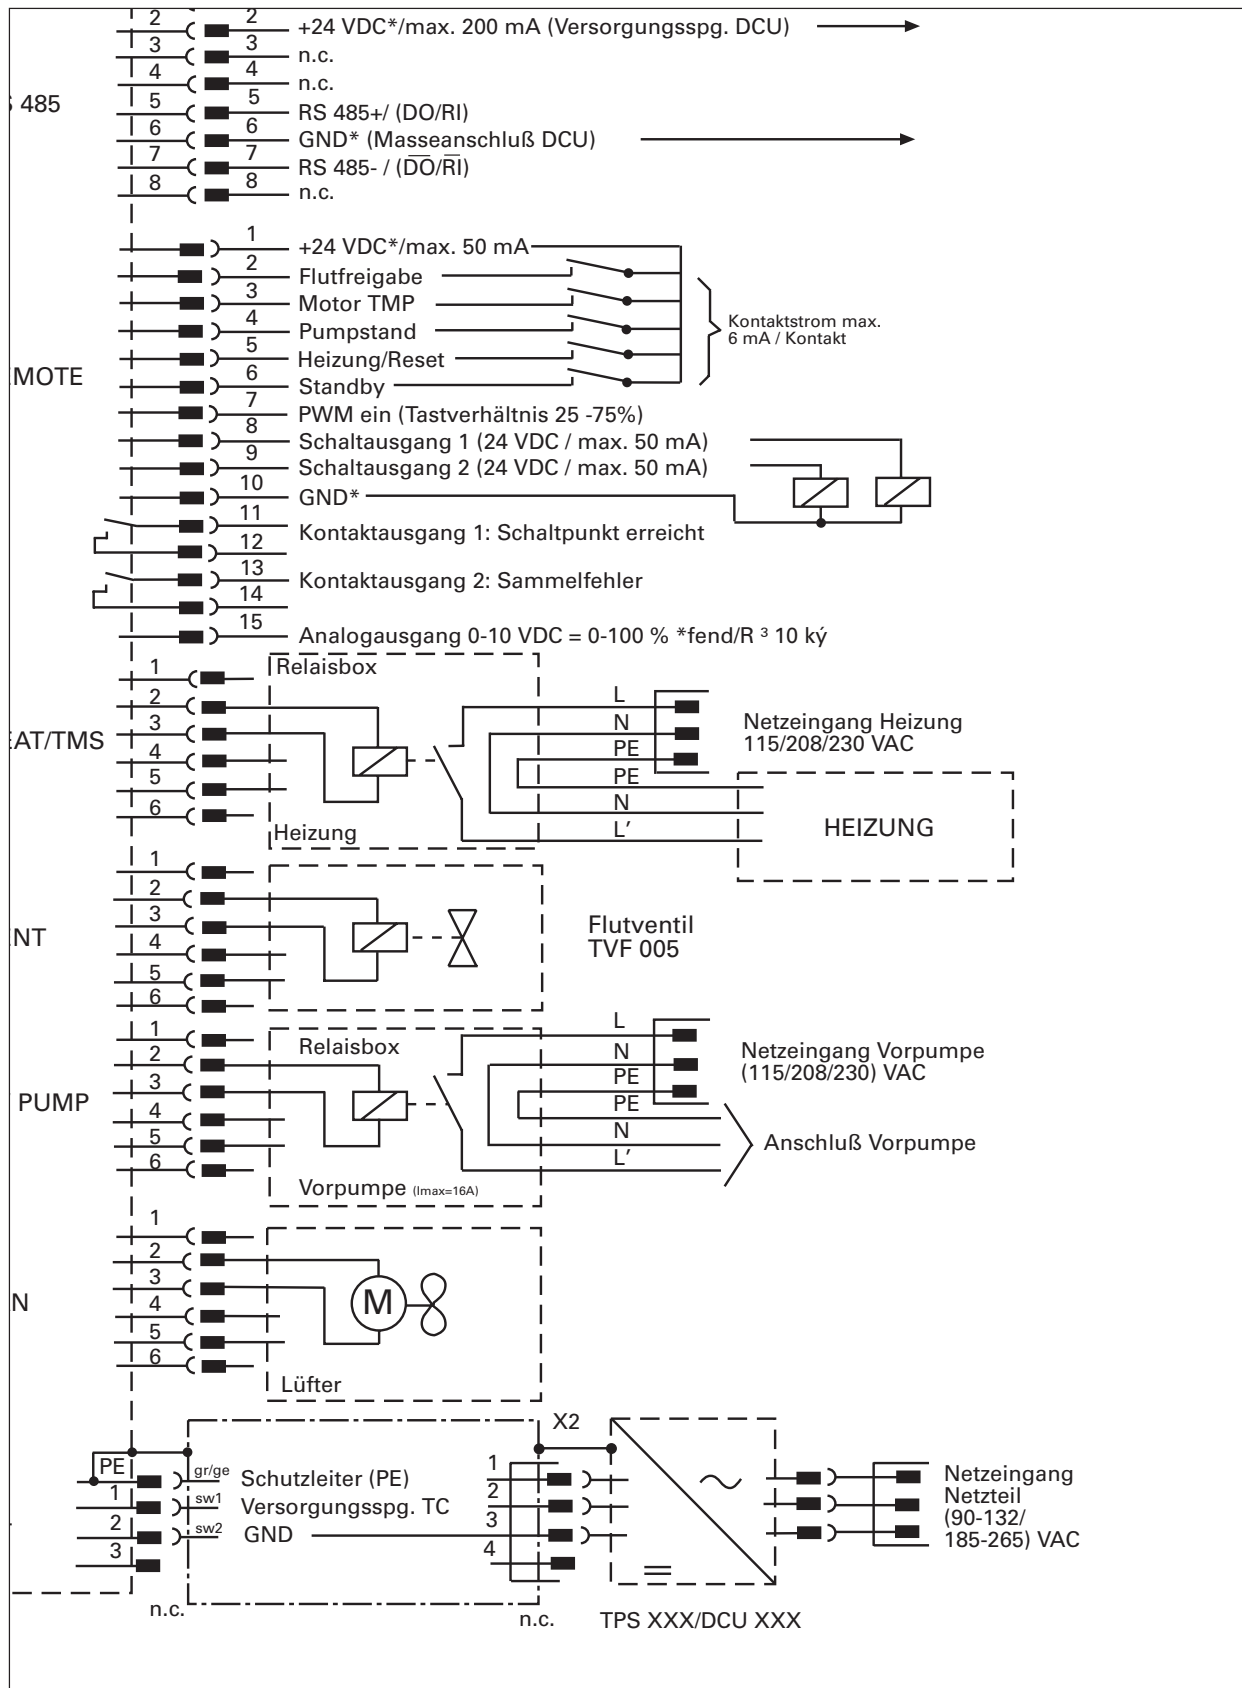 2 2 +24 VDC*/max. 200 mA (Versorgungsspg. DCU)
3 3 n.c.
4 4 n.c.
S 485
5 5 RS 485+/ (DO/RI)
6 6 GND* (Masseanschluß DCU)
7 7 RS 485- / (D̅O̅/R̅I̅)
8 8 n.c.
1 +24 VDC*/max. 50 mA
2 Flutfreigabe
3 Motor TMP
4 Pumpstand
Kontaktstrom max.
6 mA / Kontakt
5 Heizung/Reset
EMOTE
6 Standby
7 PWM ein (Tastverhältnis 25 -75%)
8 Schaltausgang 1 (24 VDC / max. 50 mA)
9 Schaltausgang 2 (24 VDC / max. 50 mA)
10 GND*
11
Kontaktausgang 1: Schaltpunkt erreicht
12
13
Kontaktausgang 2: Sammelfehler
14
15 Analogausgang 0-10 VDC = 0-100 % *fend/R ³ 10 ký
Relaisbox
1
2 L
3 N
EAT/TMS
4 PE
5 PE
6 N
L′
Netzeingang Heizung
115/208/230 VAC
HEIZUNG
Heizung
1
2
3
ENT
4
5
6
Flutventil
TVF 005
1 L
Relaisbox
2 N
3 PE
PUMP
4 PE
5 N
6 L′
Netzeingang Vorpumpe
(115/208/230) VAC
Anschluß Vorpumpe
Vorpumpe (Imax=16A)
1
2
3
N
4
5
6
M
Lüfter
X2
PE gr/ge Schutzleiter (PE) 1
1 sw1 Versorgungsspg. TC 2
2 sw2 GND 3
3 4
Netzeingang
Netzteil
(90-132/
185-265) VAC
n.c. n.c. TPS XXX/DCU XXX